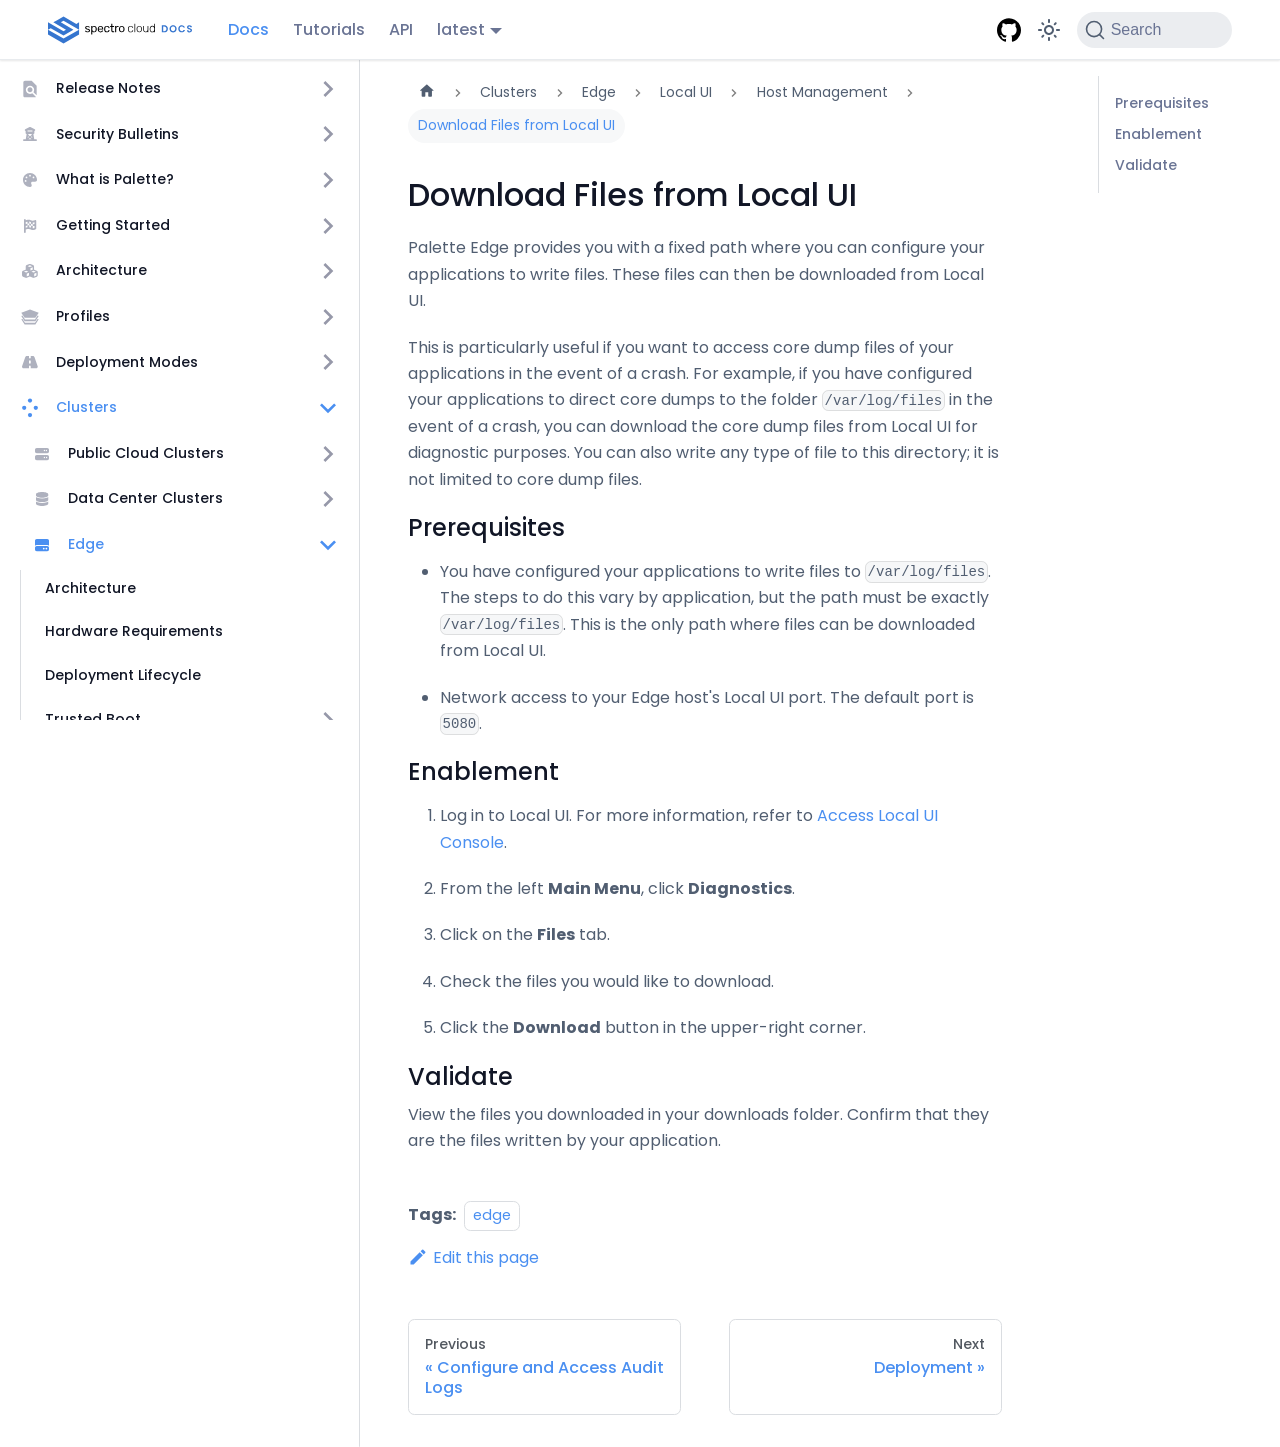 spectro cloud DOCS
Docs
Tutorials
API
latest
Search
Release Notes
Security Bulletins
What is Palette?
Getting Started
Architecture
Profiles
Deployment Modes
Clusters
Public Cloud Clusters
Data Center Clusters
Edge
Architecture
Hardware Requirements
Deployment Lifecycle
Trusted Boot
Clusters
Edge
Local UI
Host Management
Download Files from Local UI
Download Files from Local UI
Palette Edge provides you with a fixed path where you can configure your
applications to write files. These files can then be downloaded from Local
UI.
This is particularly useful if you want to access core dump files of your
applications in the event of a crash. For example, if you have configured
your applications to direct core dumps to the folder /var/log/files in the
event of a crash, you can download the core dump files from Local UI for
diagnostic purposes. You can also write any type of file to this directory; it is
not limited to core dump files.
Prerequisites
You have configured your applications to write files to /var/log/files.
The steps to do this vary by application, but the path must be exactly
/var/log/files. This is the only path where files can be downloaded
from Local UI.
Network access to your Edge host's Local UI port. The default port is
5080.
Enablement
1. Log in to Local UI. For more information, refer to Access Local UI
Console.
2. From the left Main Menu, click Diagnostics.
3. Click on the Files tab.
4. Check the files you would like to download.
5. Click the Download button in the upper-right corner.
Validate
View the files you downloaded in your downloads folder. Confirm that they
are the files written by your application.
Tags: edge
Edit this page
Previous
« Configure and Access Audit
Logs
Next
Deployment »
Prerequisites
Enablement
Validate